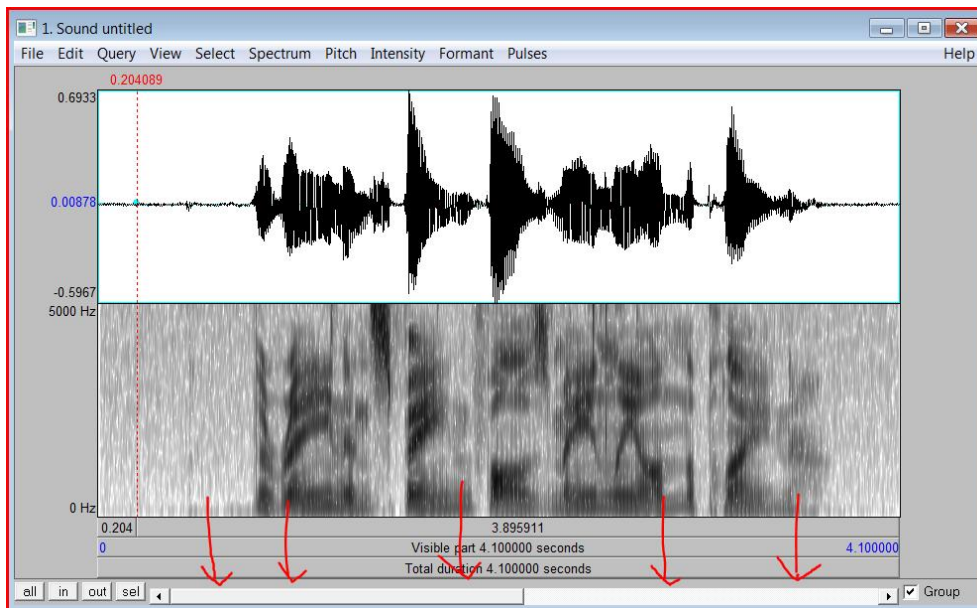 1. Sound untitled
File Edit Query View Select Spectrum Pitch Intensity Formant Pulses Help
0.204089
0.6933
0.00878
-0.5967
5000 Hz
0 Hz
0.204 3.895911
0 Visible part 4.100000 seconds 4.100000
Total duration 4.100000 seconds
all in out sel Group